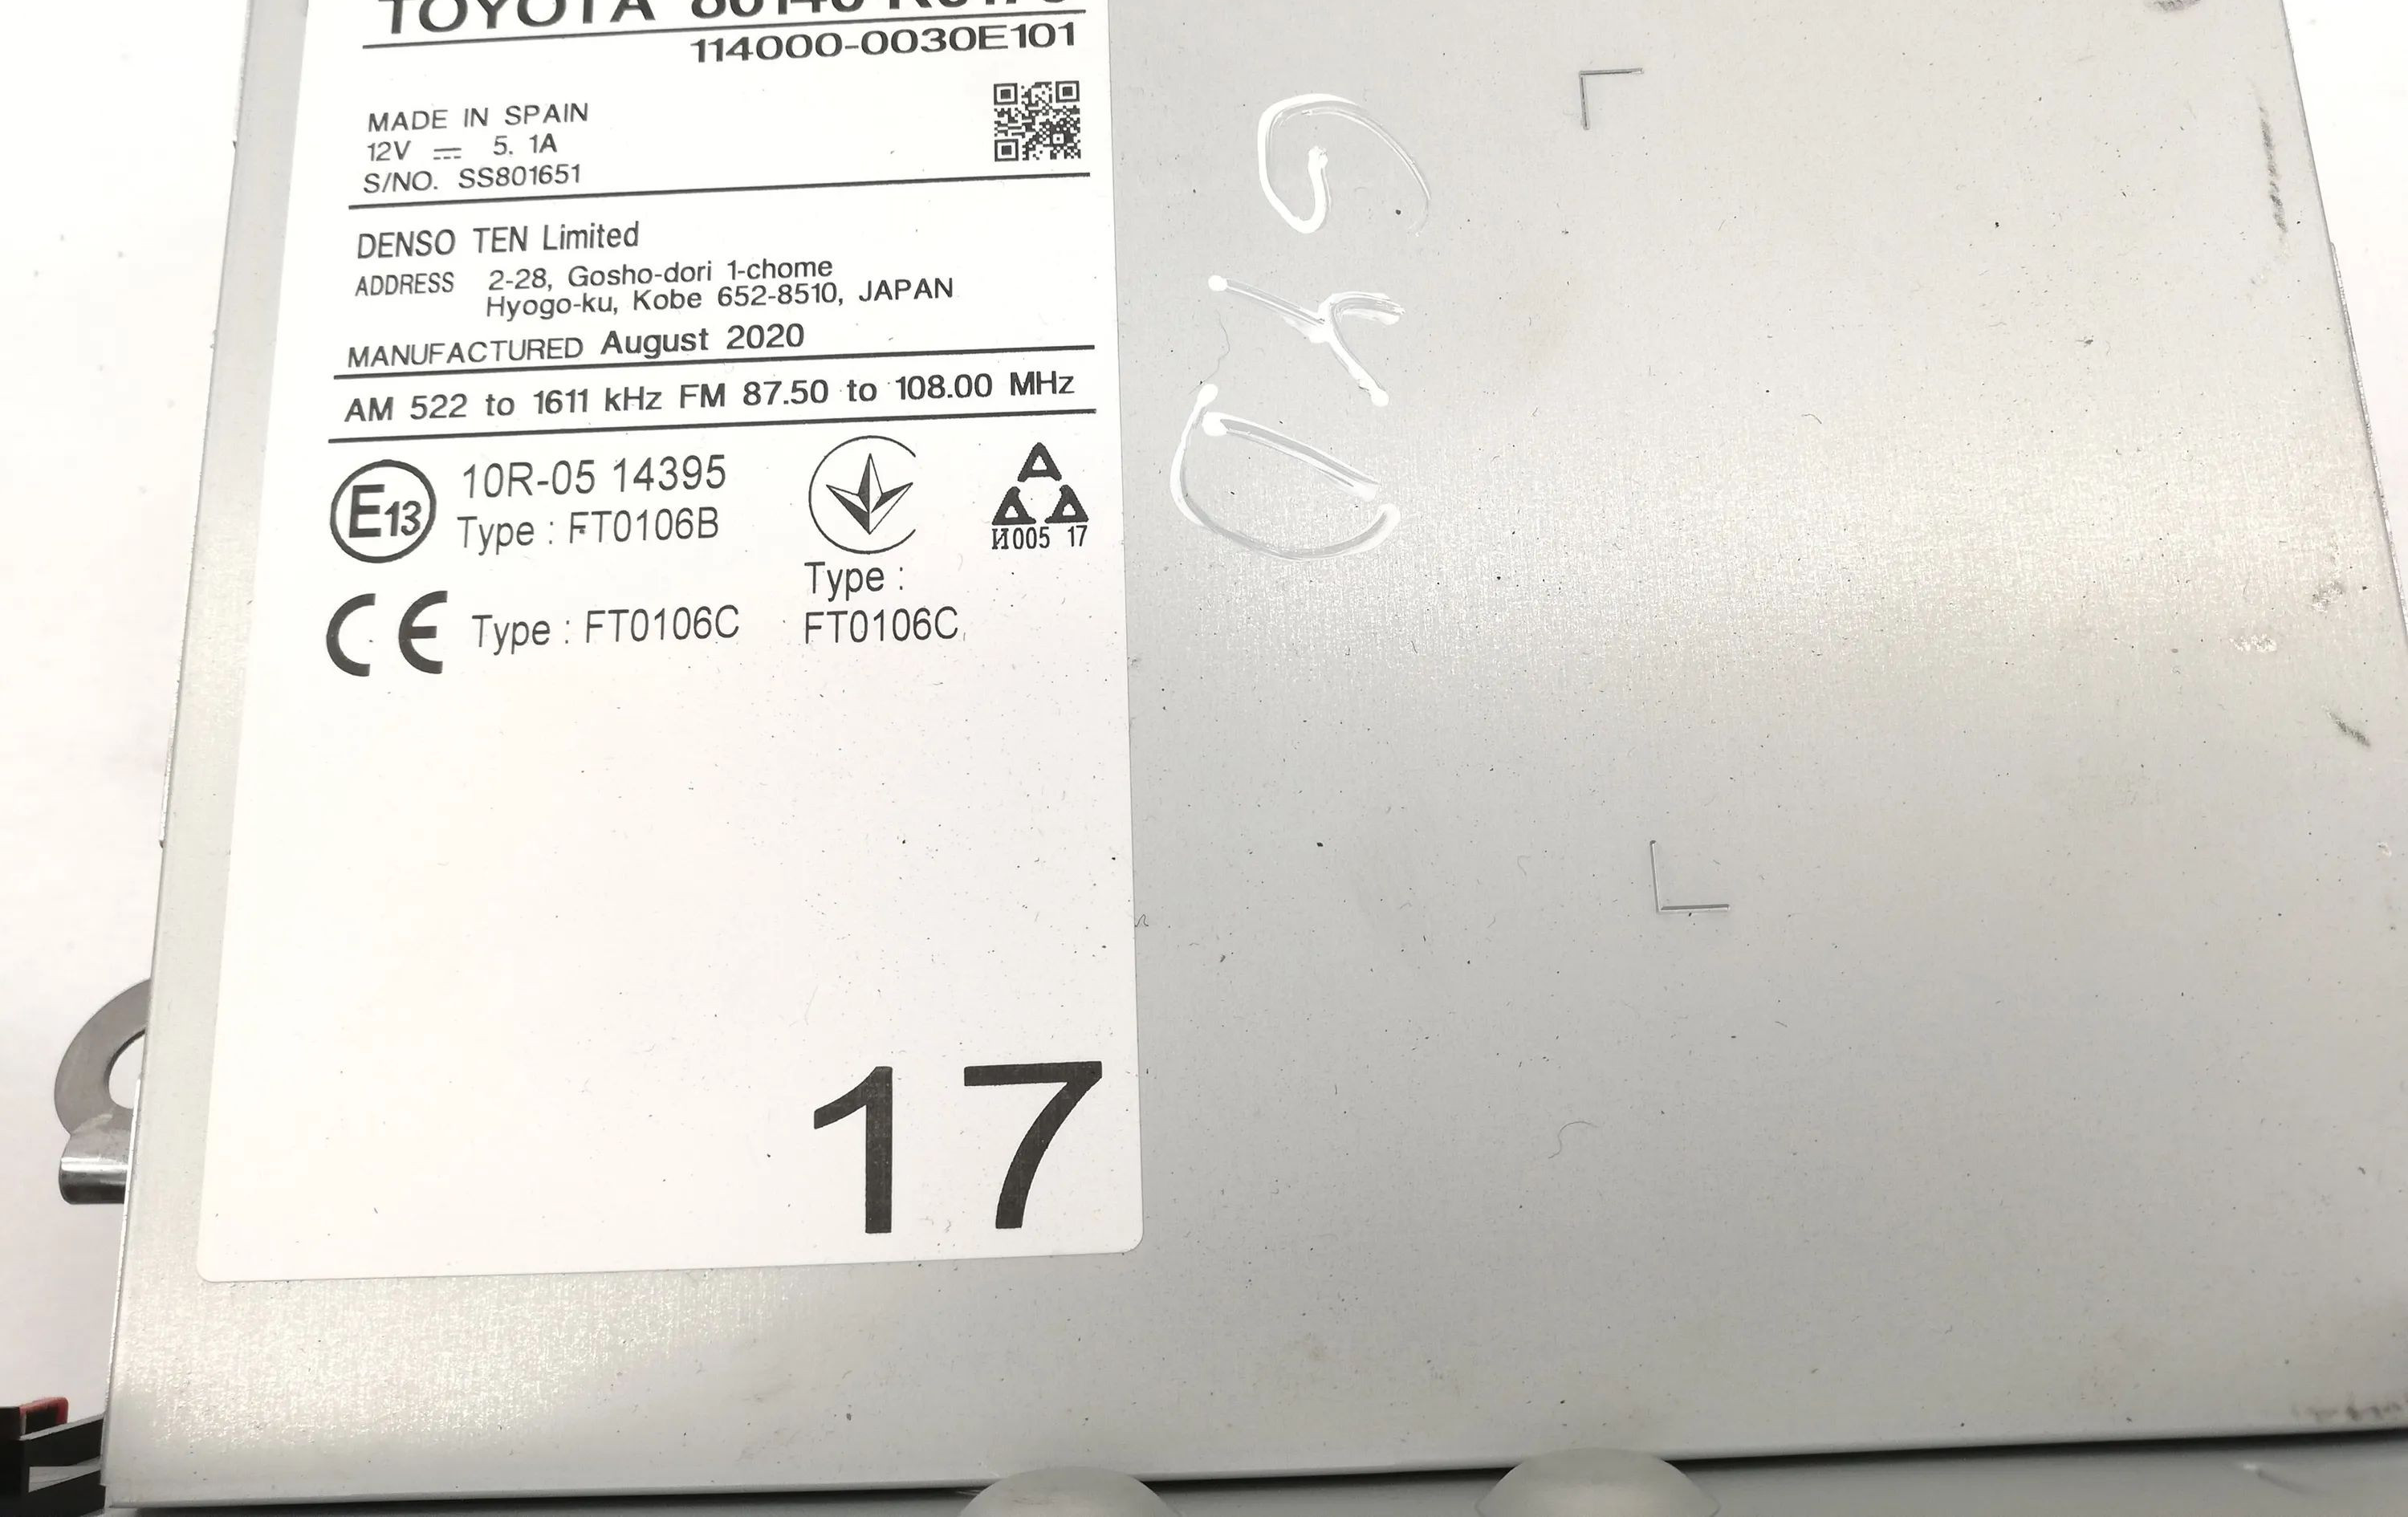 TOYOTA
114000-0030E101
MADE IN SPAIN
12V ⎓ 5. 1A
S/NO. SS801651
DENSO TEN Limited
ADDRESS 2-28, Gosho-dori 1-chome
Hyogo-ku, Kobe 652-8510, JAPAN
MANUFACTURED August 2020
AM 522 to 1611 kHz FM 87.50 to 108.00 MHz
E13 10R-05 14395
Type : FT0106B
И005 17
CE Type : FT0106C
Type :
FT0106C
17